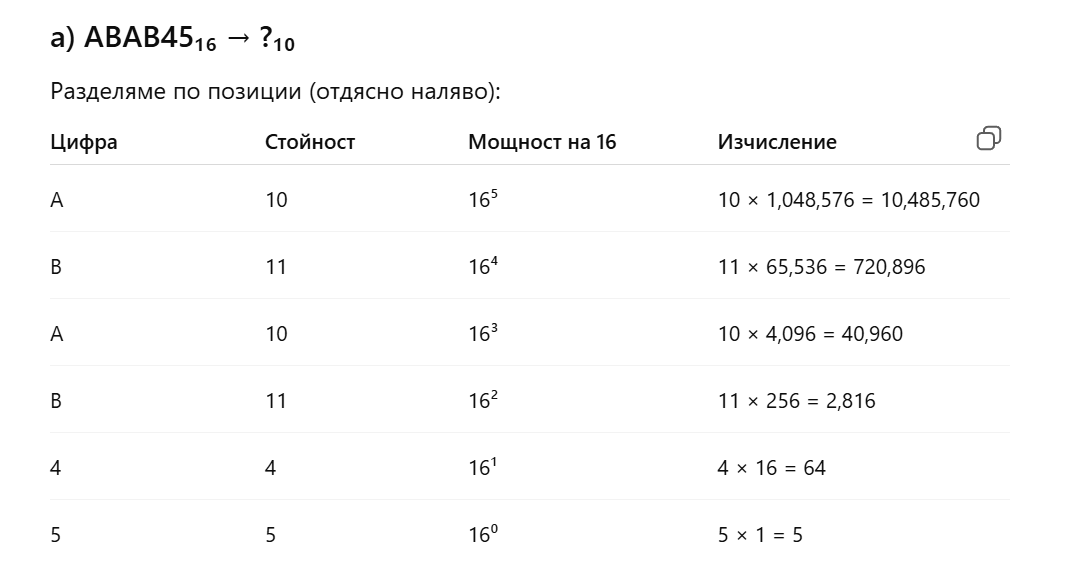 а) ABAB45₁₆ → ?₁₀
Разделяме по позиции (отдясно наляво):
Цифра Стойност Мощност на 16 Изчисление
A 10 16⁵ 10 × 1,048,576 = 10,485,760
B 11 16⁴ 11 × 65,536 = 720,896
A 10 16³ 10 × 4,096 = 40,960
B 11 16² 11 × 256 = 2,816
4 4 16¹ 4 × 16 = 64
5 5 16⁰ 5 × 1 = 5